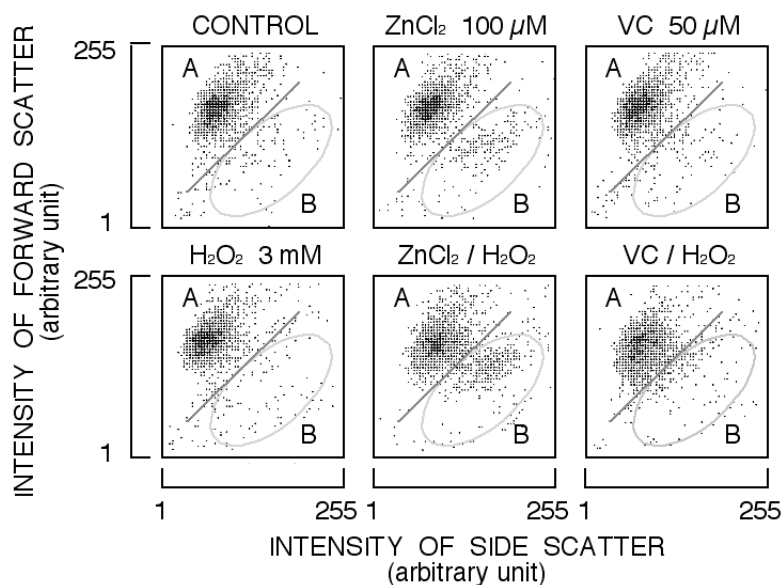 CONTROL
ZnCl₂ 100 µM
VC 50 µM
255
A
A
A
B
B
B
1
H₂O₂ 3 mM
ZnCl₂ / H₂O₂
VC / H₂O₂
255
A
A
A
B
B
B
1
INTENSITY OF FORWARD SCATTER
(arbitrary unit)
1
255
1
255
1
255
INTENSITY OF SIDE SCATTER
(arbitrary unit)